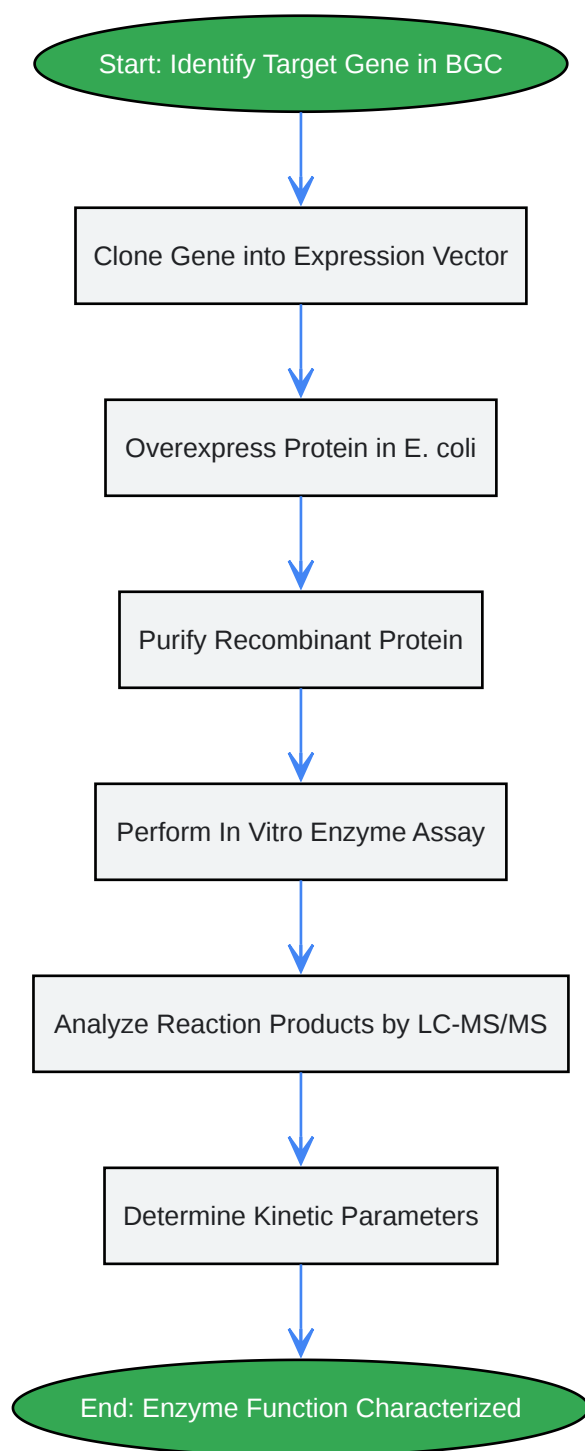 Start: Identify Target Gene in BGC
Clone Gene into Expression Vector
Overexpress Protein in E. coli
Purify Recombinant Protein
Perform In Vitro Enzyme Assay
Analyze Reaction Products by LC-MS/MS
Determine Kinetic Parameters
End: Enzyme Function Characterized